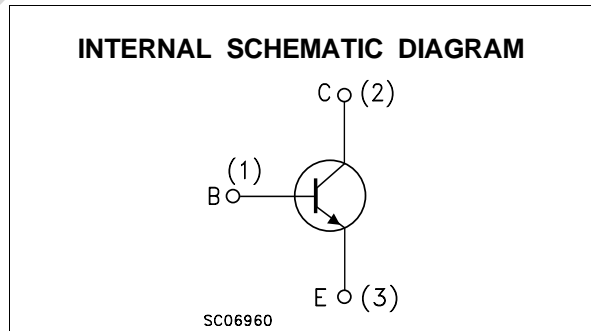 INTERNAL SCHEMATIC DIAGRAM
C (2)
(1)
B
E (3)
SC06960